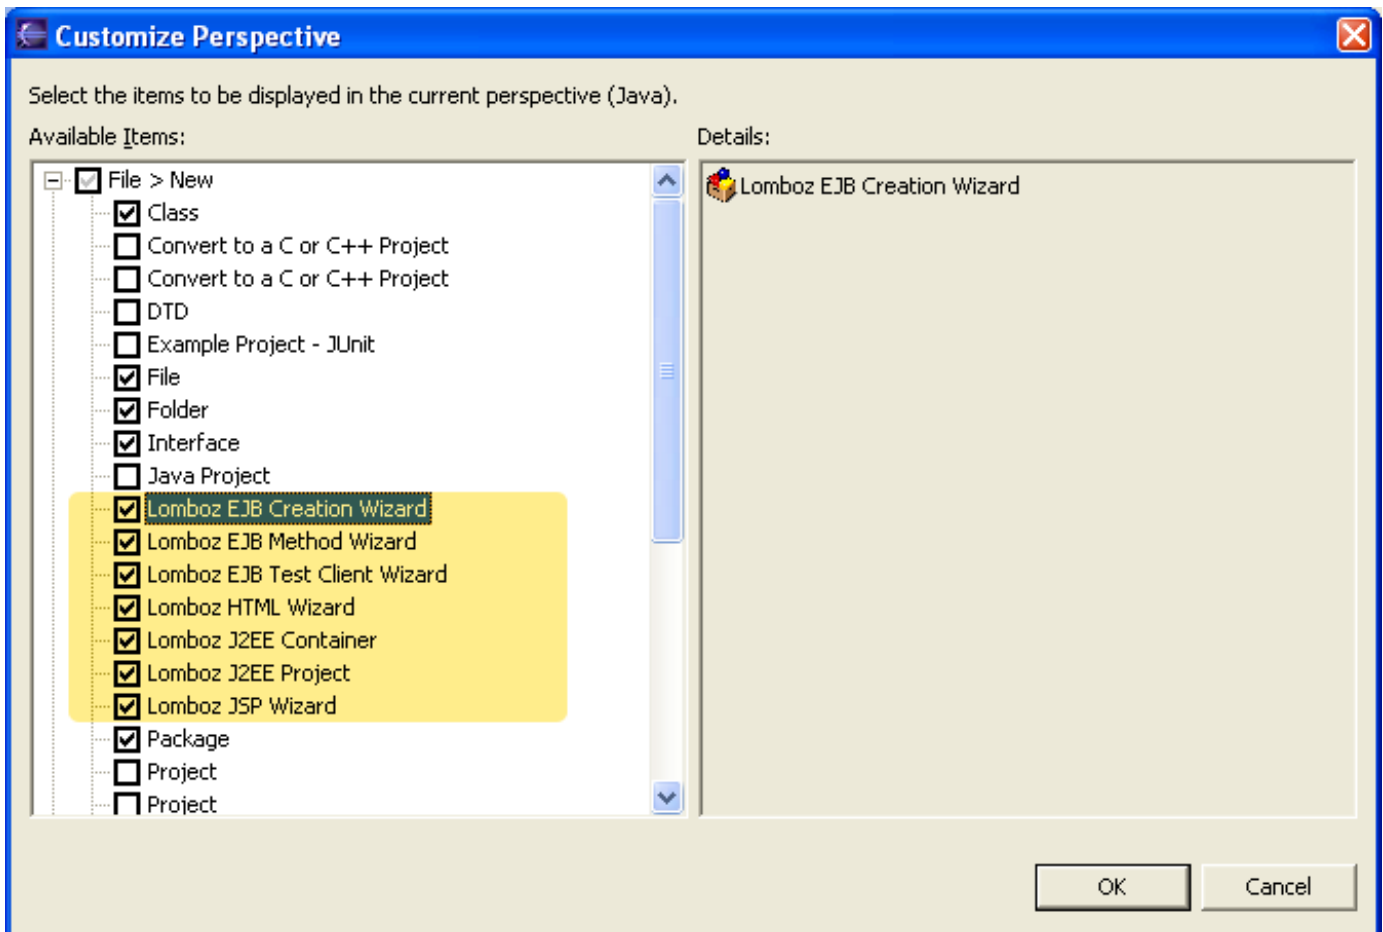 Customize Perspective
Select the items to be displayed in the current perspective (Java).
Available Items:
Details:
File > New
Class
Convert to a C or C++ Project
Convert to a C or C++ Project
DTD
Example Project - JUnit
File
Folder
Interface
Java Project
Lomboz EJB Creation Wizard
Lomboz EJB Method Wizard
Lomboz EJB Test Client Wizard
Lomboz HTML Wizard
Lomboz J2EE Container
Lomboz J2EE Project
Lomboz JSP Wizard
Package
Project
Project
Lomboz EJB Creation Wizard
OK
Cancel